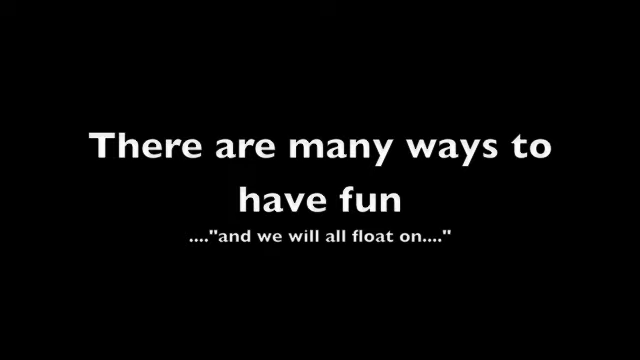 There are many ways to
have fun
...."and we will all float on...."